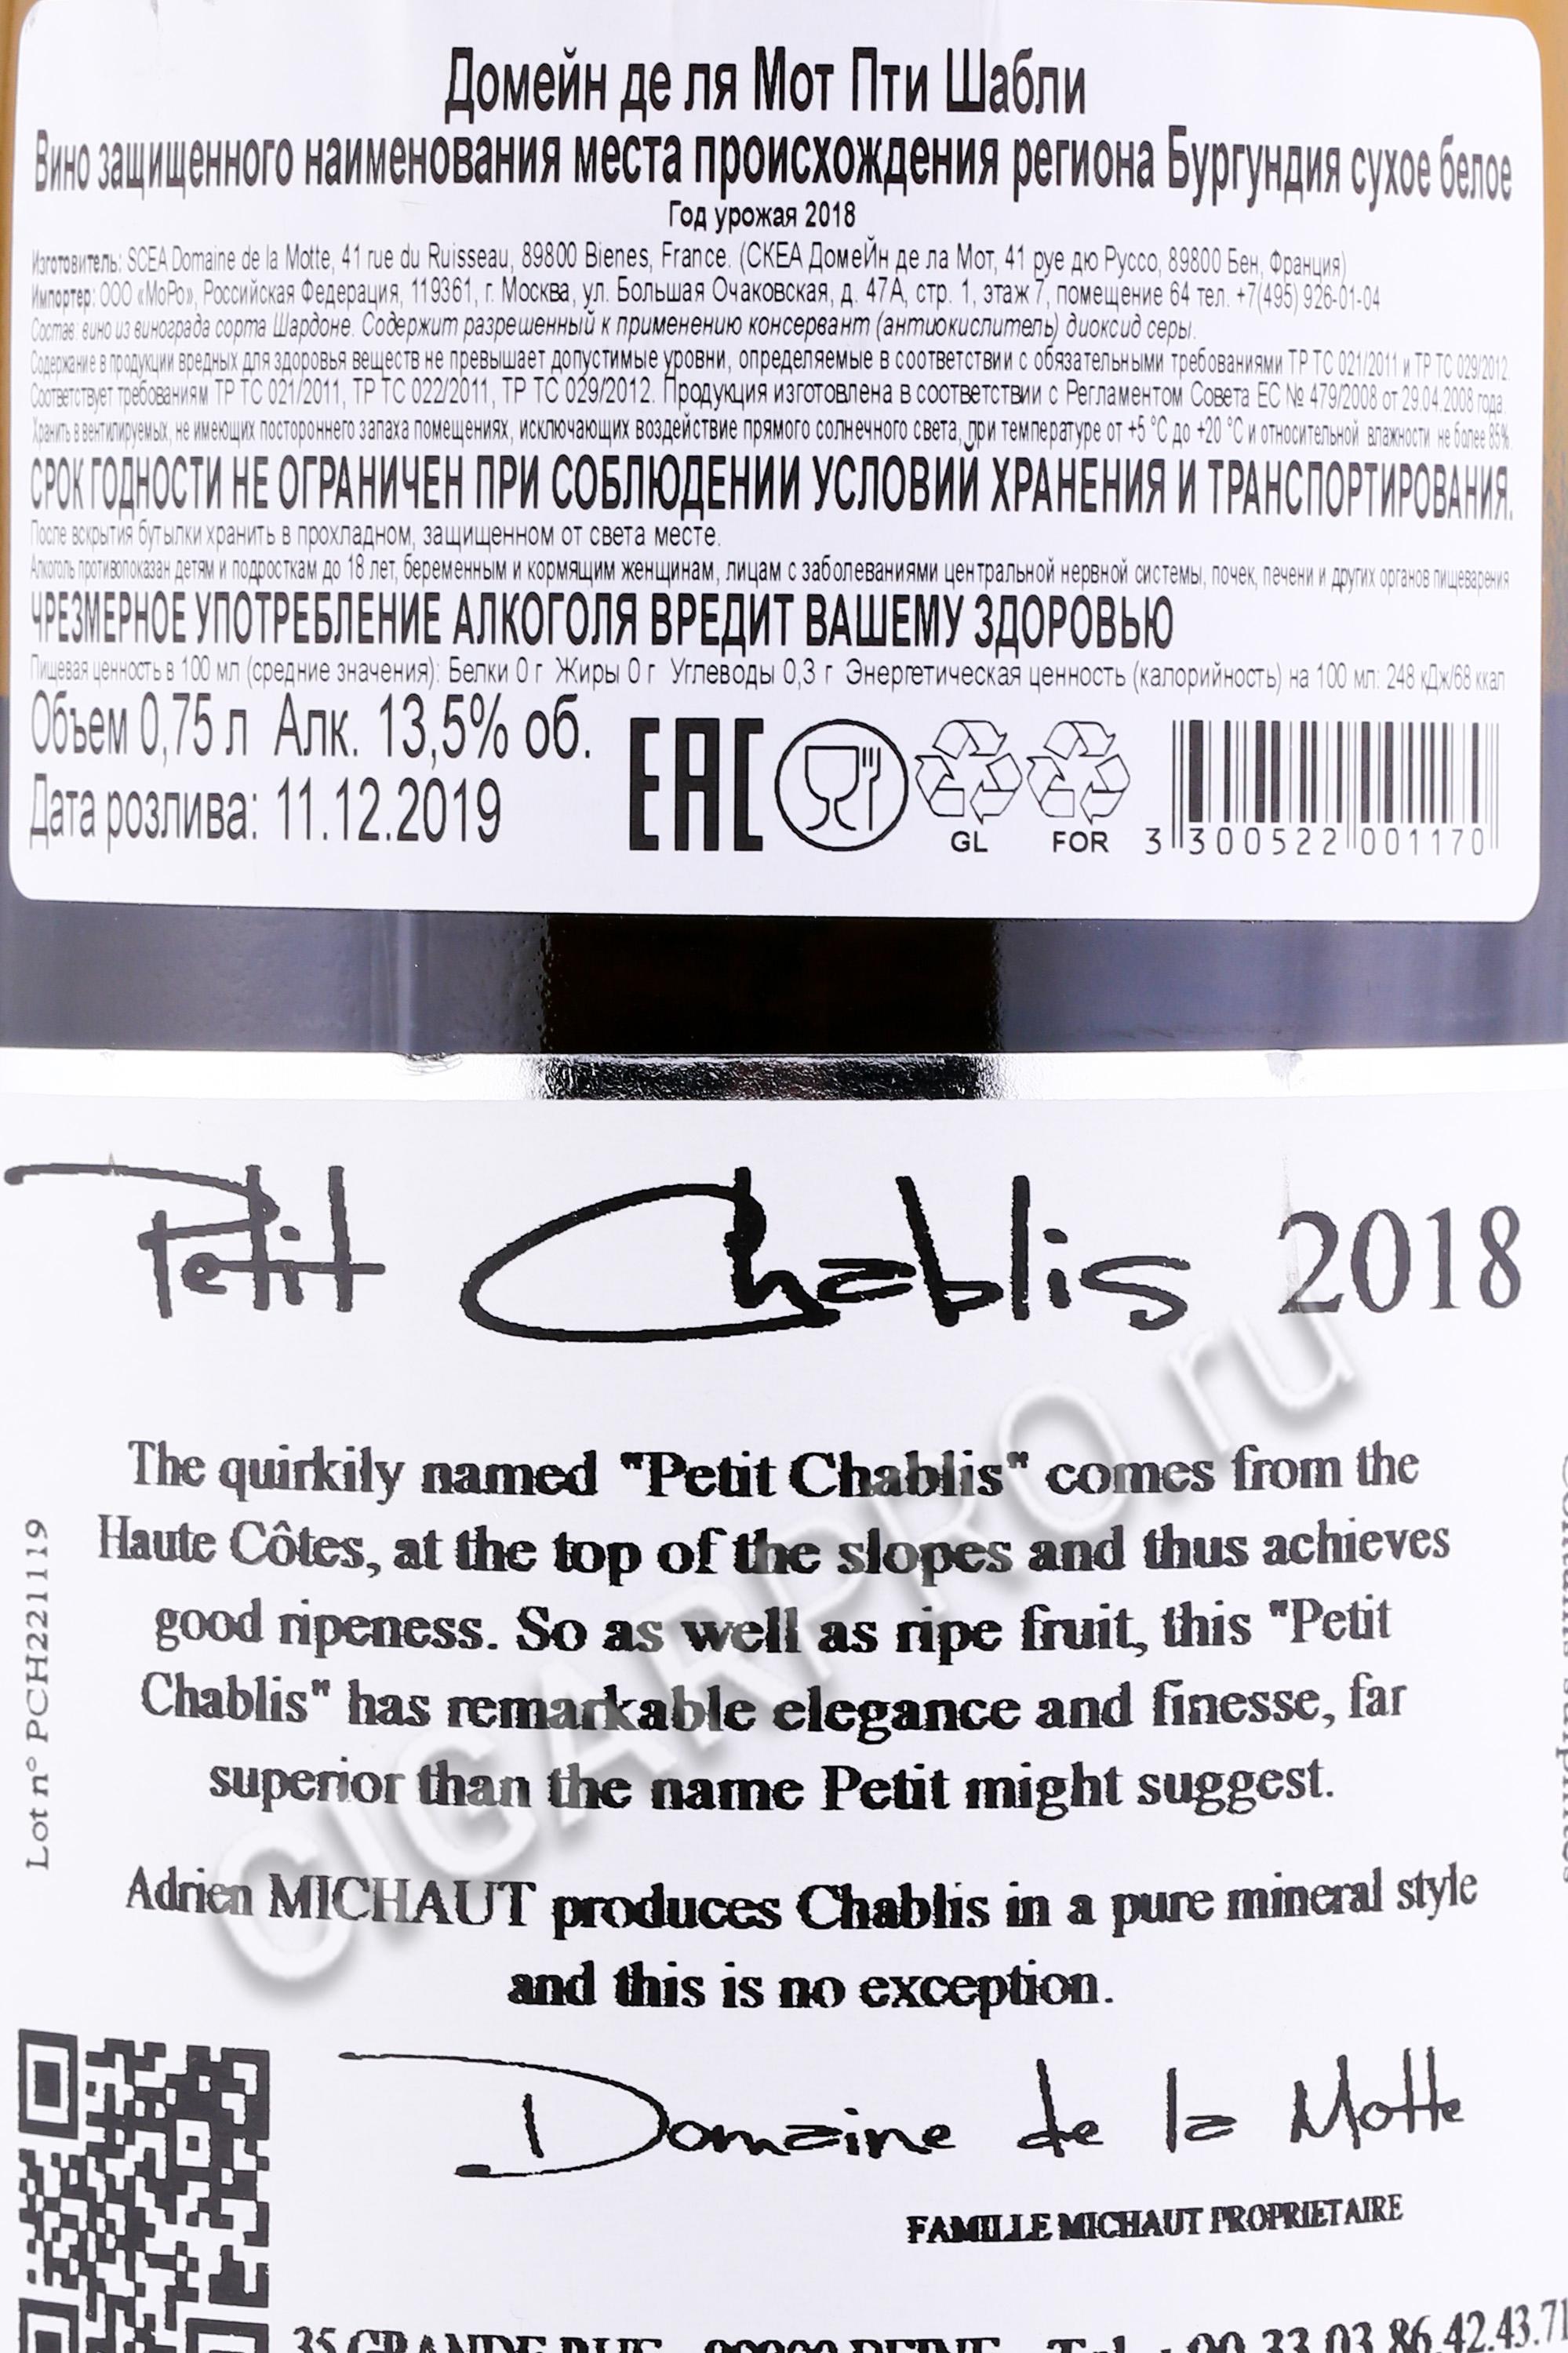 Домейн де ля Мот Пти Шабли
Вино защищенного наименования места происхождения региона Бургундия сухое белое
Год урожая 2018
Изготовитель: SCEA Domaine de la Motte, 41 rue du Ruisseau, 89800 Bienes, France. (СКЕА ДомеЙн де ла Мот, 41 руе дю Руссо, 89800 Бен, Франция)
Импортер: ООО «МоРо», Российская Федерация, 119361, г. Москва, ул. Большая Очаковская, д. 47А, стр. 1, этаж 7, помещение 64 тел. +7(495) 926-01-04
Состав: вино из винограда сорта Шардоне. Содержит разрешенный к применению консервант (антиокислитель) диоксид серы.
Содержание в продукции вредных для здоровья веществ не превышает допустимые уровни, определяемые в соответствии с обязательными требованиями ТР ТС 021/2011 и ТР ТС 029/2012.
Соответствует требованиям ТР ТС 021/2011, ТР ТС 022/2011, ТР ТС 029/2012. Продукция изготовлена в соответствии с Регламентом Совета ЕС № 479/2008 от 29.04.2008 года.
Хранить в вентилируемых, не имеющих постороннего запаха помещениях, исключающих воздействие прямого солнечного света, при температуре от +5 °С до +20 °С и относительной влажности не более 85%
СРОК ГОДНОСТИ НЕ ОГРАНИЧЕН ПРИ СОБЛЮДЕНИИ УСЛОВИЙ ХРАНЕНИЯ И ТРАНСПОРТИРОВАНИЯ.
После вскрытия бутылки хранить в прохладном, защищенном от света месте.
Алкоголь противопоказан детям и подросткам до 18 лет, беременным и кормящим женщинам, лицам с заболеваниями центральной нервной системы, почек, печени и других органов пищеварения
ЧРЕЗМЕРНОЕ УПОТРЕБЛЕНИЕ АЛКОГОЛЯ ВРЕДИТ ВАШЕМУ ЗДОРОВЬЮ
Пищевая ценность в 100 мл (средние значения): Белки 0 г Жиры 0 г Углеводы 0,3 г Энергетическая ценность (калорийность) на 100 мл: 248 кДж/68 ккал
Объем 0,75 л Алк. 13,5% об.
Дата розлива: 11.12.2019
EAC
GL FOR
3 300522 001170
Petit Chablis 2018
The quirkily named "Petit Chablis" comes from the
Haute Côtes, at the top of the slopes and thus achieves
good ripeness. So as well as ripe fruit, this "Petit
Chablis" has remarkable elegance and finesse, far
superior than the name Petit might suggest.
Adrien MICHAUT produces Chablis in a pure mineral style
and this is no exception.
Lot n° PCH221119
CIGARPRO.ru
Domaine de la Motte
FAMILLE MICHAUT PROPRIETAIRE
35 GRANDE RUE Tel : 00.33.03.86.42.43.71